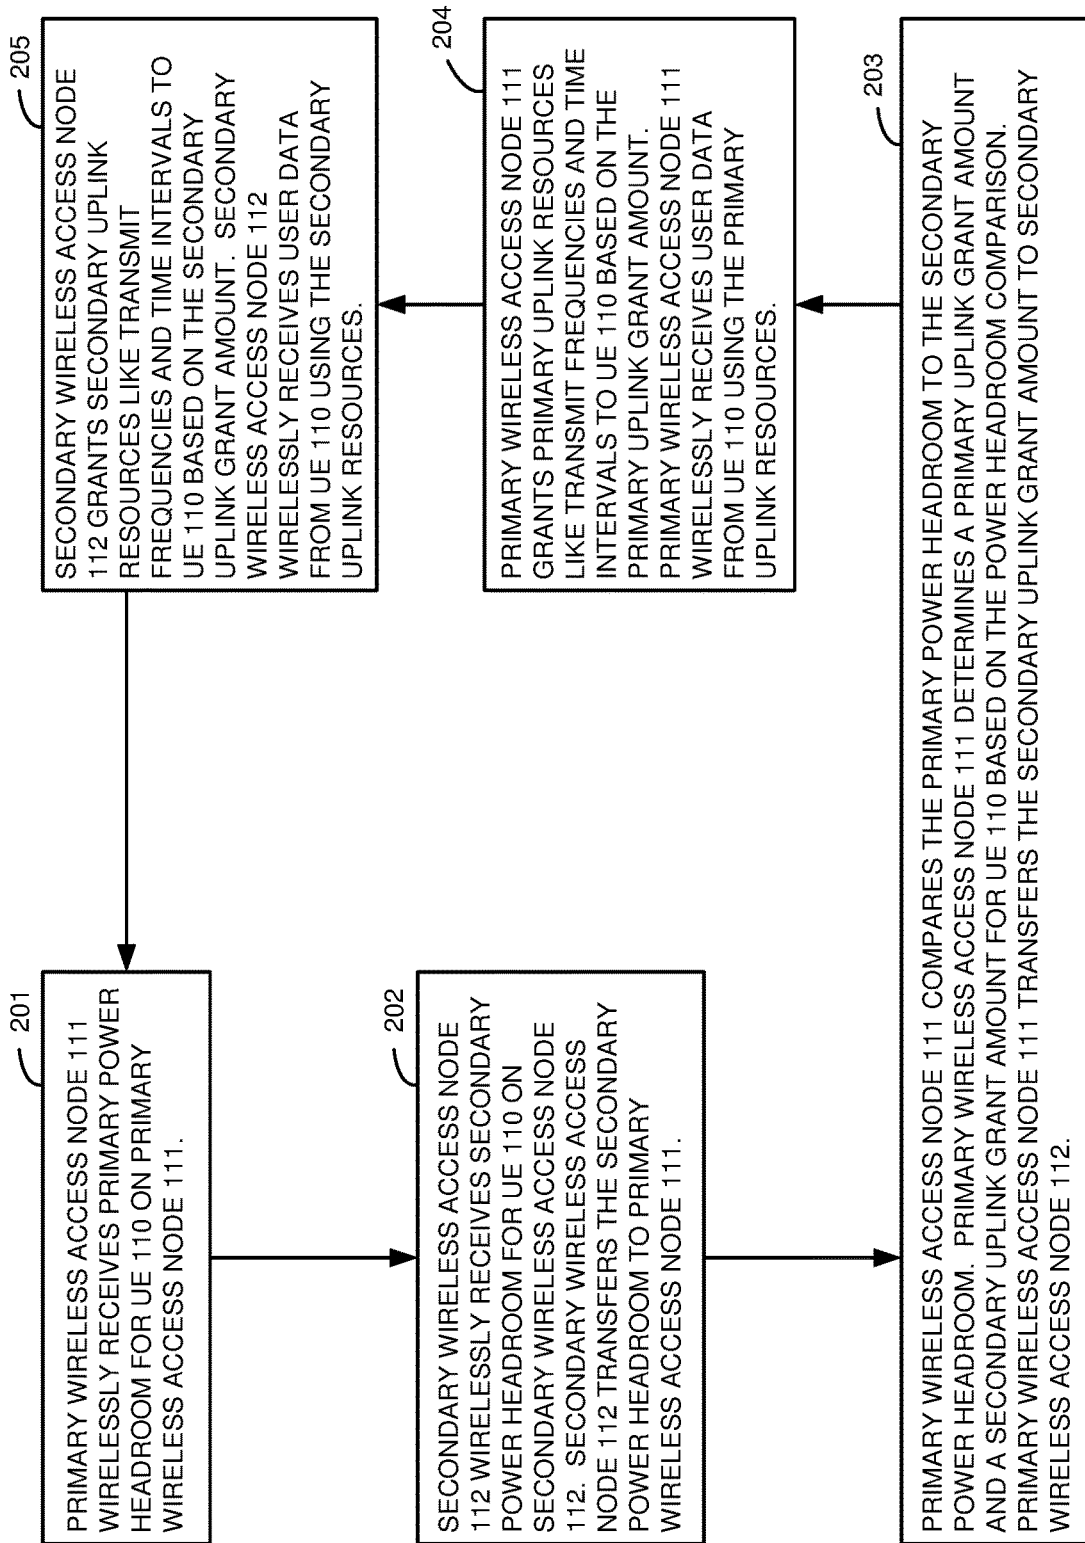 201
PRIMARY WIRELESS ACCESS NODE 111
WIRELESSLY RECEIVES PRIMARY POWER
HEADROOM FOR UE 110 ON PRIMARY
WIRELESS ACCESS NODE 111.
202
SECONDARY WIRELESS ACCESS NODE
112 WIRELESSLY RECEIVES SECONDARY
POWER HEADROOM FOR UE 110 ON
SECONDARY WIRELESS ACCESS NODE
112. SECONDARY WIRELESS ACCESS
NODE 112 TRANSFERS THE SECONDARY
POWER HEADROOM TO PRIMARY
WIRELESS ACCESS NODE 111.
203
PRIMARY WIRELESS ACCESS NODE 111 COMPARES THE PRIMARY POWER HEADROOM TO THE SECONDARY
POWER HEADROOM. PRIMARY WIRELESS ACCESS NODE 111 DETERMINES A PRIMARY UPLINK GRANT AMOUNT
AND A SECONDARY UPLINK GRANT AMOUNT FOR UE 110 BASED ON THE POWER HEADROOM COMPARISON.
PRIMARY WIRELESS ACCESS NODE 111 TRANSFERS THE SECONDARY UPLINK GRANT AMOUNT TO SECONDARY
WIRELESS ACCESS NODE 112.
204
PRIMARY WIRELESS ACCESS NODE 111
GRANTS PRIMARY UPLINK RESOURCES
LIKE TRANSMIT FREQUENCIES AND TIME
INTERVALS TO UE 110 BASED ON THE
PRIMARY UPLINK GRANT AMOUNT.
PRIMARY WIRELESS ACCESS NODE 111
WIRELESSLY RECEIVES USER DATA
FROM UE 110 USING THE PRIMARY
UPLINK RESOURCES.
205
SECONDARY WIRELESS ACCESS NODE
112 GRANTS SECONDARY UPLINK
RESOURCES LIKE TRANSMIT
FREQUENCIES AND TIME INTERVALS TO
UE 110 BASED ON THE SECONDARY
UPLINK GRANT AMOUNT. SECONDARY
WIRELESS ACCESS NODE 112
WIRELESSLY RECEIVES USER DATA
FROM UE 110 USING THE SECONDARY
UPLINK RESOURCES.